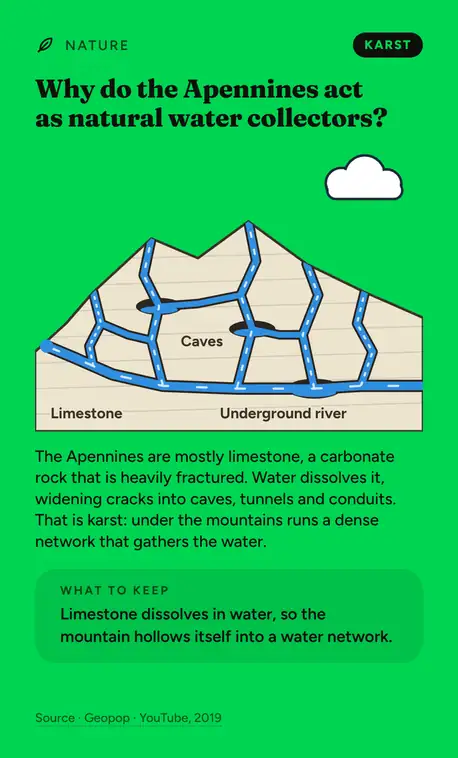 NATURE
KARST
Why do the Apennines act
as natural water collectors?
Caves
Limestone
Underground river
The Apennines are mostly limestone, a carbonate
rock that is heavily fractured. Water dissolves it,
widening cracks into caves, tunnels and conduits.
That is karst: under the mountains runs a dense
network that gathers the water.
WHAT TO KEEP
Limestone dissolves in water, so the
mountain hollows itself into a water network.
Source · Geopop · YouTube, 2019